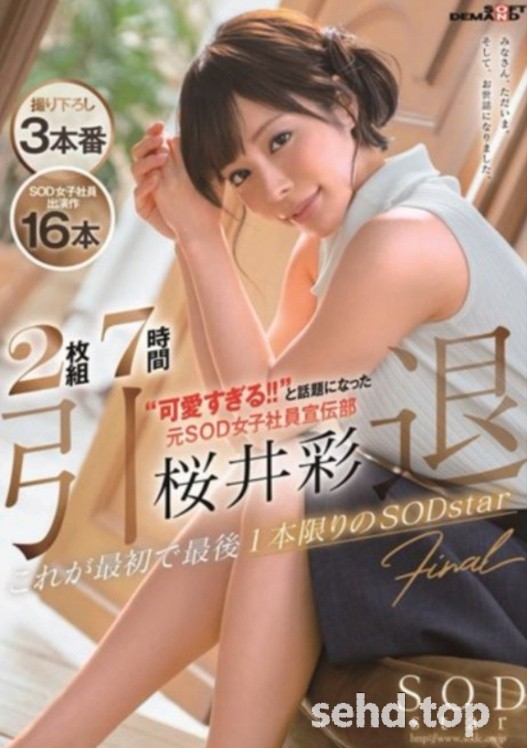 SOFT
ON
DEMAND
みなさん、ただいま。
そして、お世話になりました。
撮り下ろし
3本番
SOD女子社員
出演作
16本
2枚組 7時間
引退
“可愛すぎる!!”と話題になった
元SOD女子社員宣伝部
桜井彩
これが最初で最後 1本限りのSODstar
Final
SOD
star
sehd.top